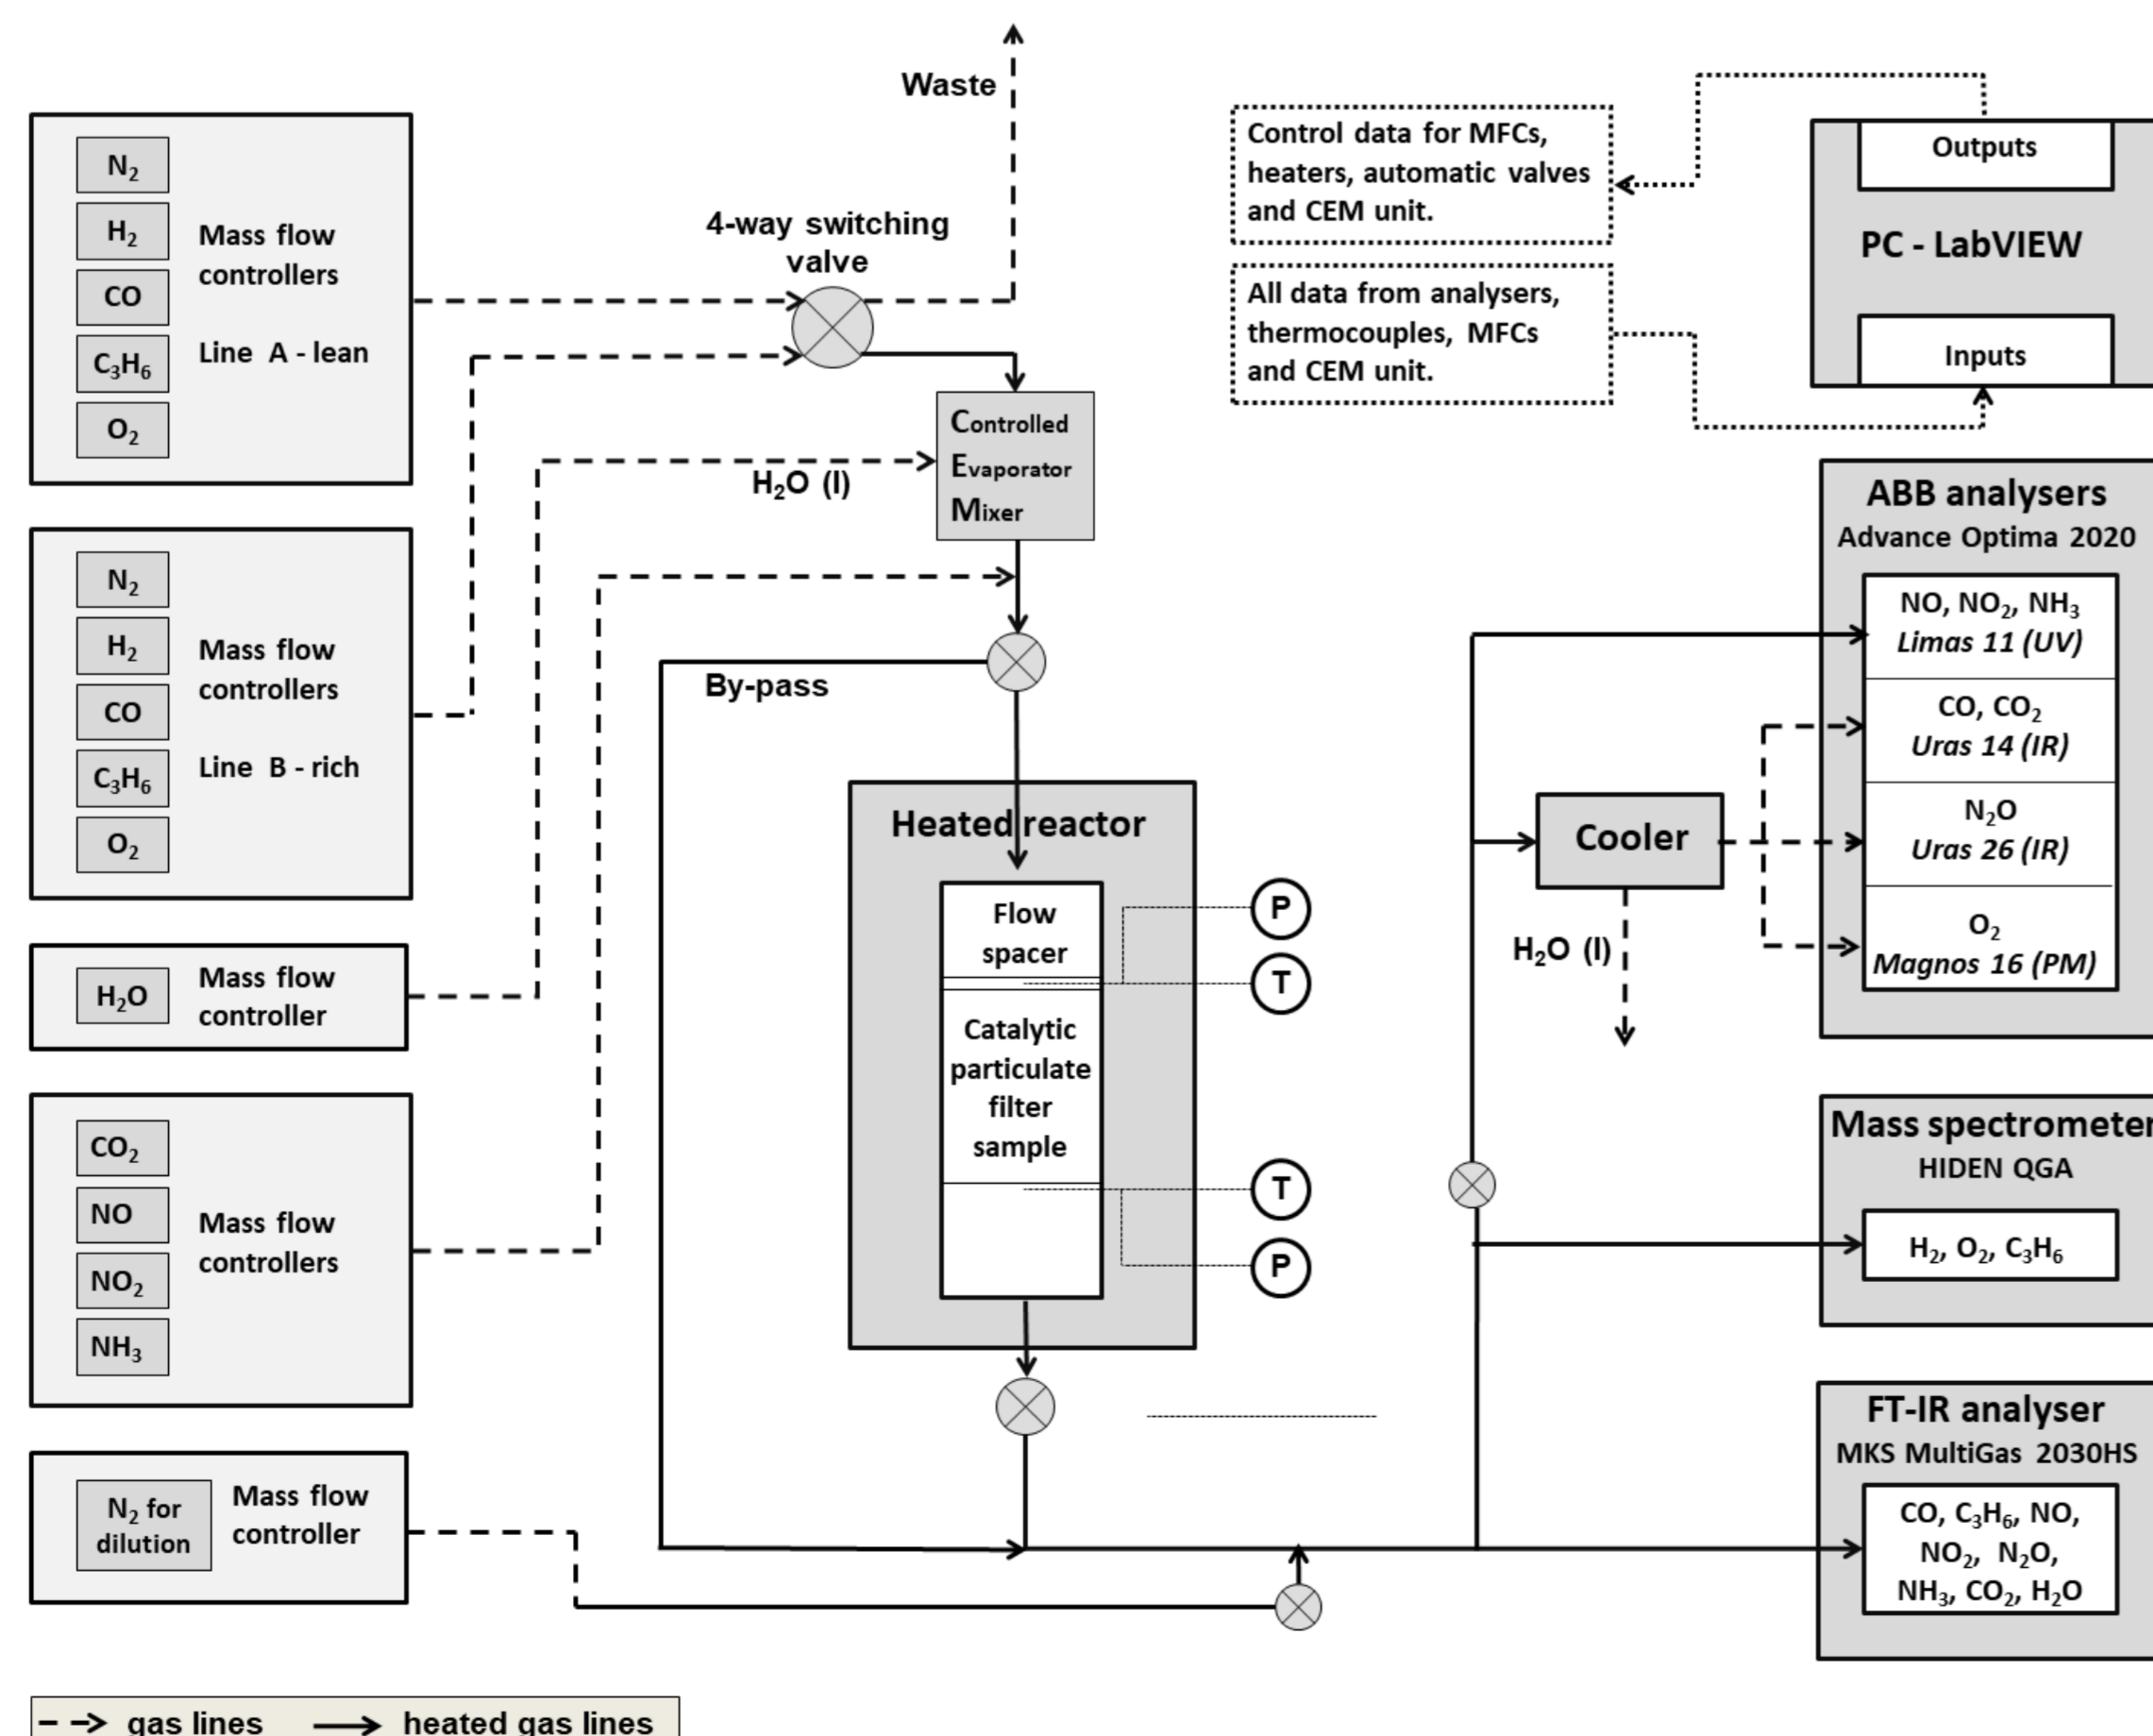 Waste
N₂
H₂
CO
C₃H₆
O₂
Mass flow
controllers
Line A - lean
4-way switching
valve
Control data for MFCs,
heaters, automatic valves
and CEM unit.
All data from analysers,
thermocouples, MFCs
and CEM unit.
Outputs
PC - LabVIEW
Inputs
Controlled
Evaporator
Mixer
H₂O (l)
N₂
H₂
CO
C₃H₆
O₂
Mass flow
controllers
Line B - rich
By-pass
H₂O
Mass flow
controller
CO₂
NO
NO₂
NH₃
Mass flow
controllers
N₂ for
dilution
Mass flow
controller
Heated reactor
Flow
spacer
Catalytic
particulate
filter
sample
P
T
T
P
Cooler
H₂O (l)
ABB analysers
Advance Optima 2020
NO, NO₂, NH₃
Limas 11 (UV)
CO, CO₂
Uras 14 (IR)
N₂O
Uras 26 (IR)
O₂
Magnos 16 (PM)
Mass spectrometer
HIDEN QGA
H₂, O₂, C₃H₆
FT-IR analyser
MKS MultiGas 2030HS
CO, C₃H₆, NO,
NO₂, N₂O,
NH₃, CO₂, H₂O
gas lines
heated gas lines